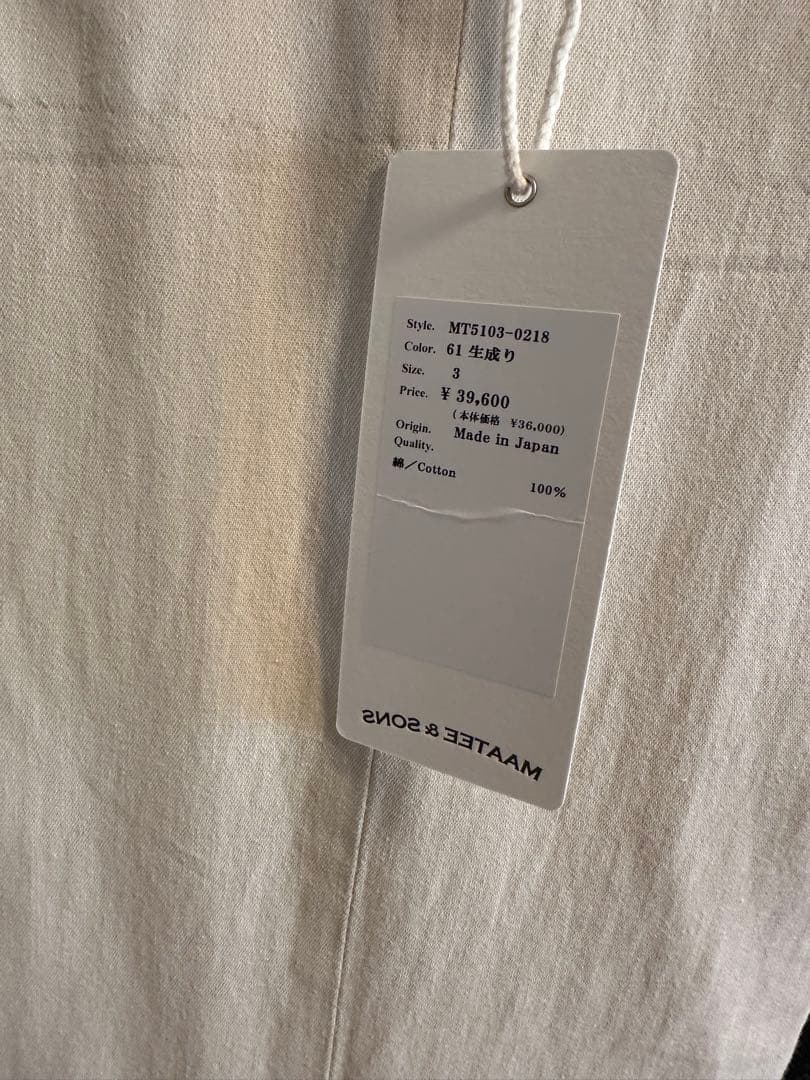 Style. MT5103-0218
Color. 61 生成り
Size. 3
Price. ¥ 39,600
(本体価格 ¥36,000)
Origin. Made in Japan
Quality.
綿/Cotton 100%
MAATEE & SONS